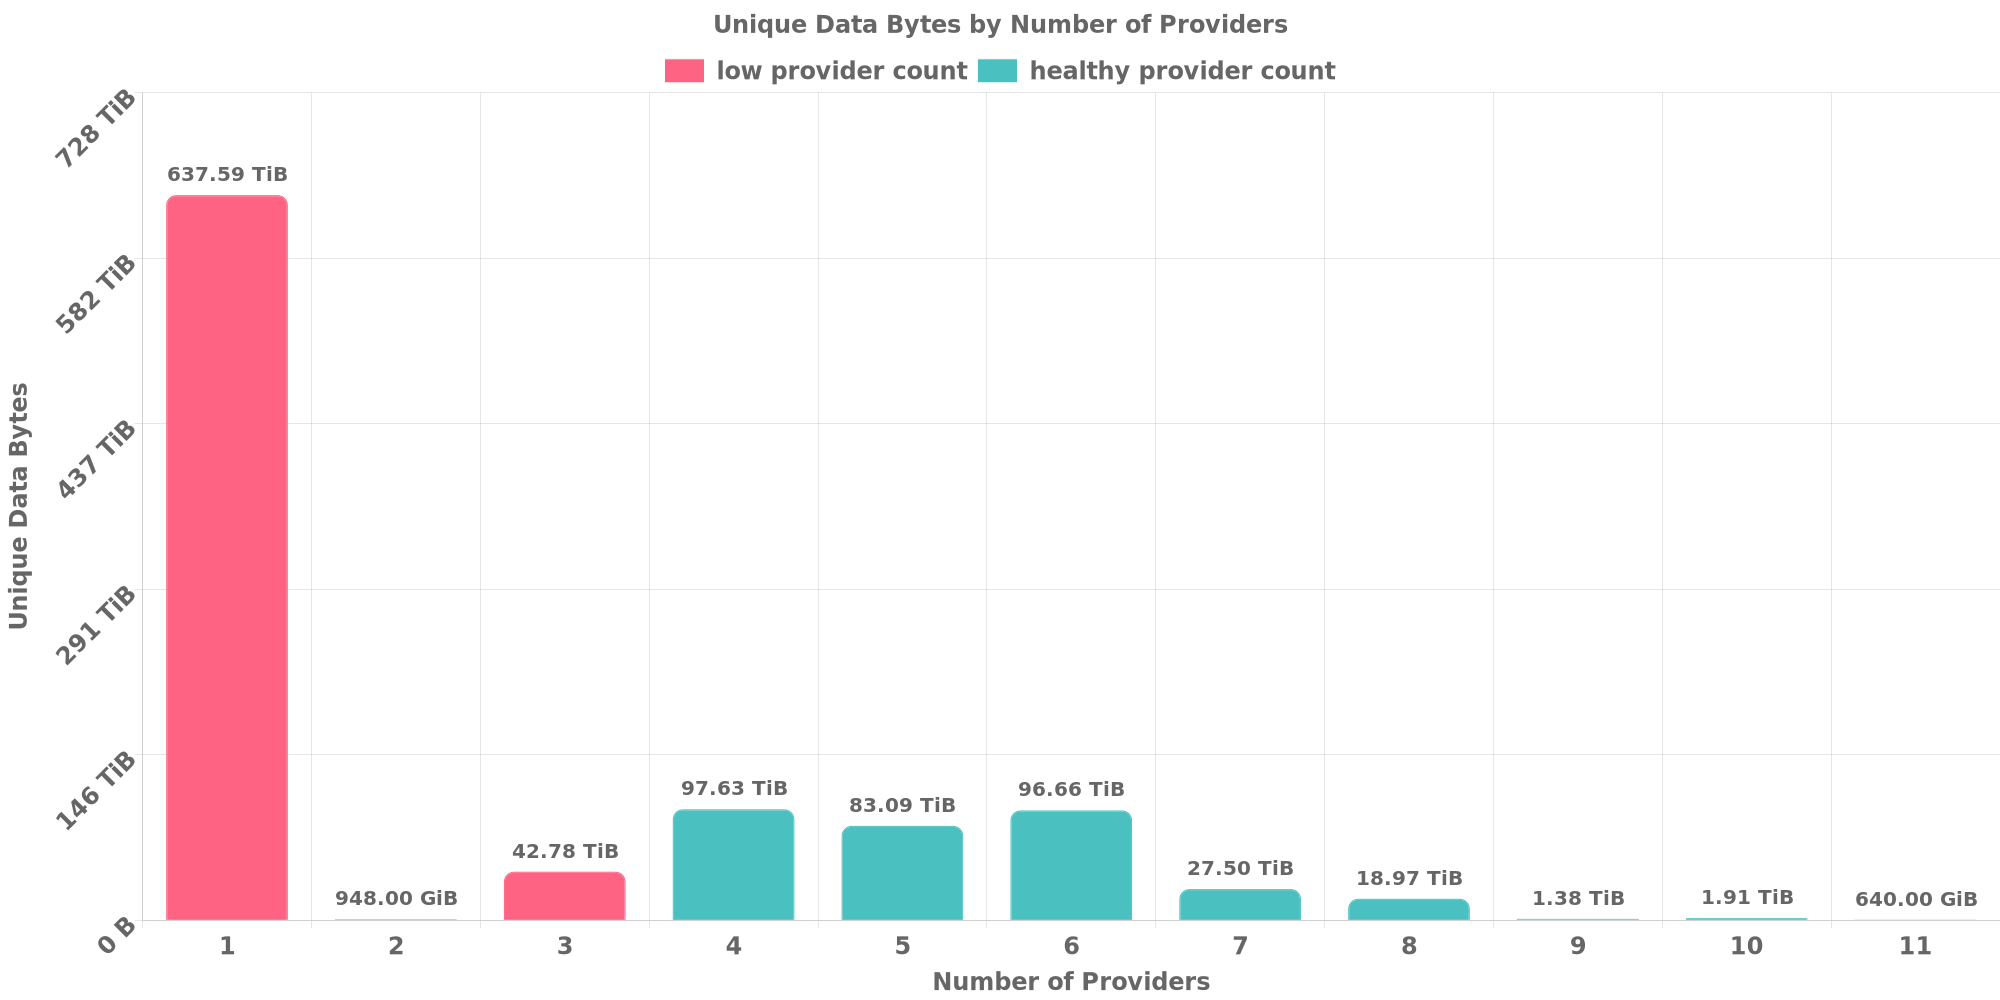 Unique Data Bytes by Number of Providers
low provider count healthy provider count
728 TiB
582 TiB
437 TiB
291 TiB
146 TiB
0 B
Unique Data Bytes
637.59 TiB
948.00 GiB
42.78 TiB
97.63 TiB
83.09 TiB
96.66 TiB
27.50 TiB
18.97 TiB
1.38 TiB
1.91 TiB
640.00 GiB
1 2 3 4 5 6 7 8 9 10 11
Number of Providers